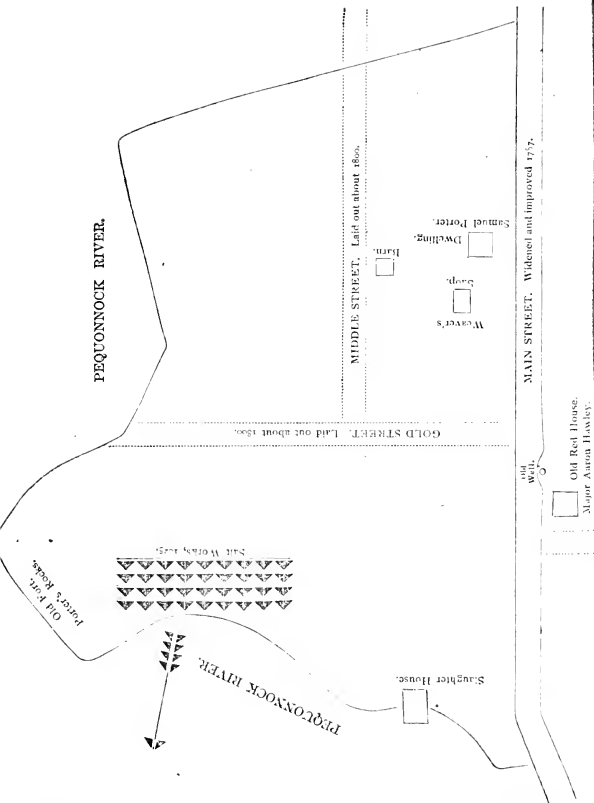 PEQUONNOCK RIVER.
MIDDLE STREET. Laid out about 1800.
Barn.
Samuel Porter.
Dwelling.
Weaver's
Shop.
MAIN STREET. Widened and improved
GOLD STREET. Laid out about 1800.
Old
Well.
Old Red House.
Major Aaron Hawley.
Old Fort.
Porter's Rocks.
Salt Works,
PEQUONNOCK RIVER.
Slaughter House.